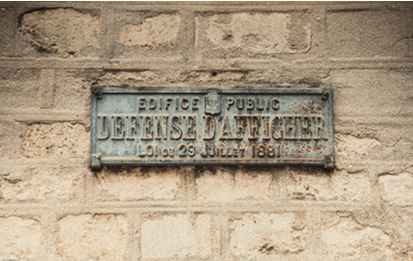 EDIFICE PUBLIC
DEFENSE D'AFFICHER
LOI DU 29 JUILLET 1881